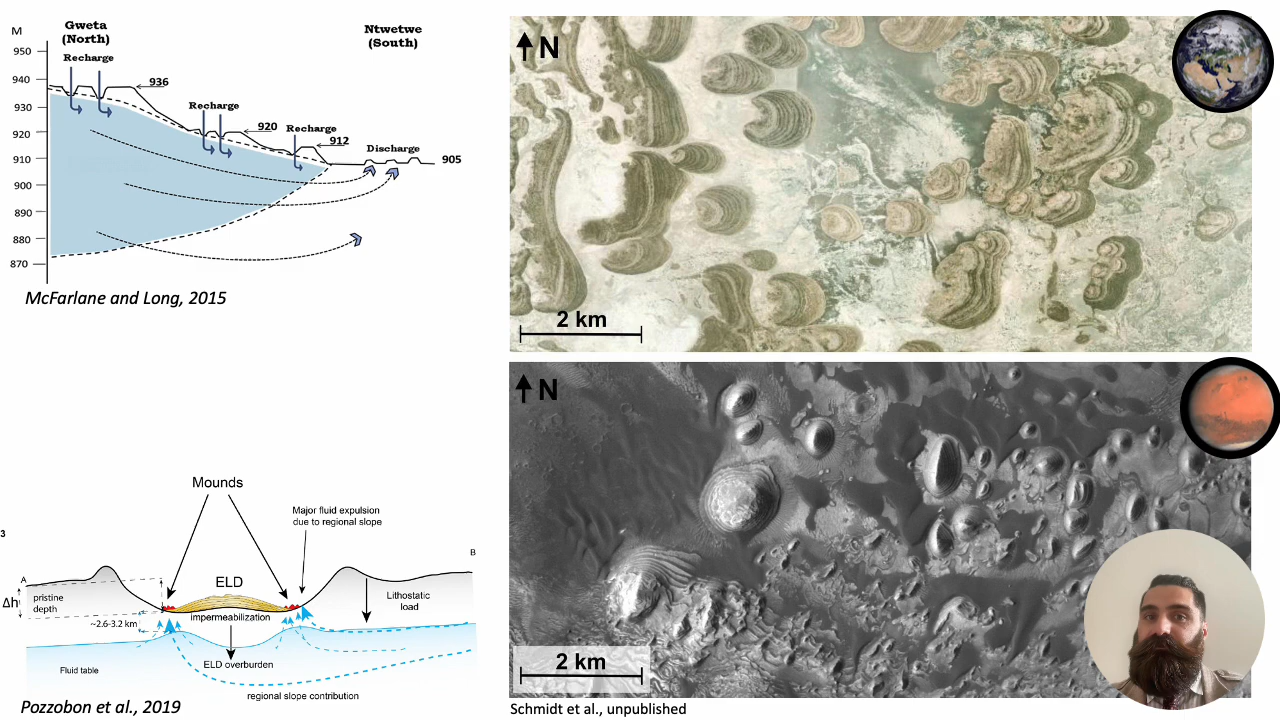 M
Gweta
(North)
Ntwetwe
(South)
Recharge
950
940
930
920
910
900
890
880
870
936
Recharge
920
Recharge
912
Discharge
905
McFarlane and Long, 2015
N
2 km
N
2 km
Schmidt et al., unpublished
3
Mounds
Major fluid expulsion
due to regional slope
A
B
ELD
Δh
pristine
depth
Lithostatic
load
impermeabilization
~2.6-3.2 km
ELD overburden
Fluid table
regional slope contribution
Pozzobon et al., 2019